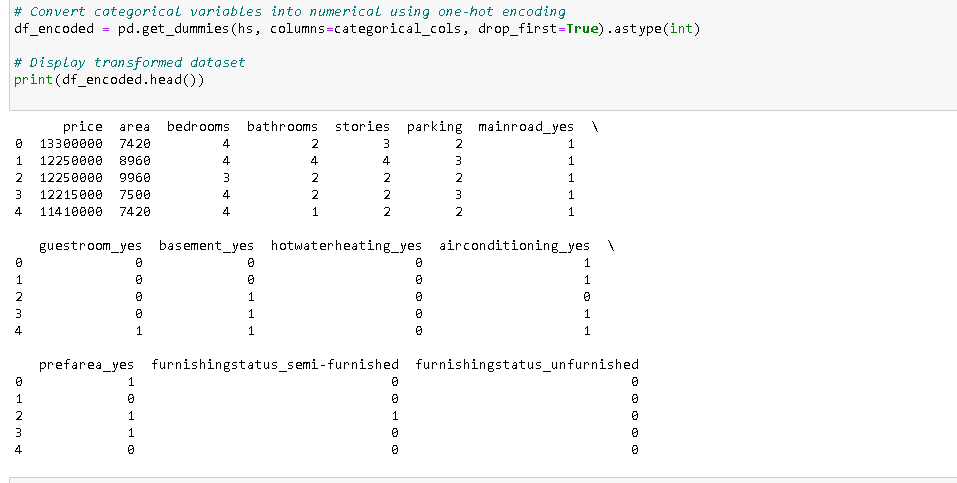 # Convert categorical variables into numerical using one-hot encoding
df_encoded = pd.get_dummies(hs, columns=categorical_cols, drop_first=True).astype(int)
# Display transformed dataset
print(df_encoded.head())
price area bedrooms bathrooms stories parking mainroad_yes \
0 13300000 7420 4 2 3 2 1
1 12250000 8960 4 4 4 3 1
2 12250000 9960 3 2 2 2 1
3 12215000 7500 4 2 2 3 1
4 11410000 7420 4 1 2 2 1
guestroom_yes basement_yes hotwaterheating_yes airconditioning_yes \
0 0 0 0 1
1 0 0 0 1
2 0 1 0 0
3 0 1 0 1
4 1 1 0 1
prefarea_yes furnishingstatus_semi-furnished furnishingstatus_unfurnished
0 1 0 0
1 0 0 0
2 1 1 0
3 1 0 0
4 0 0 0